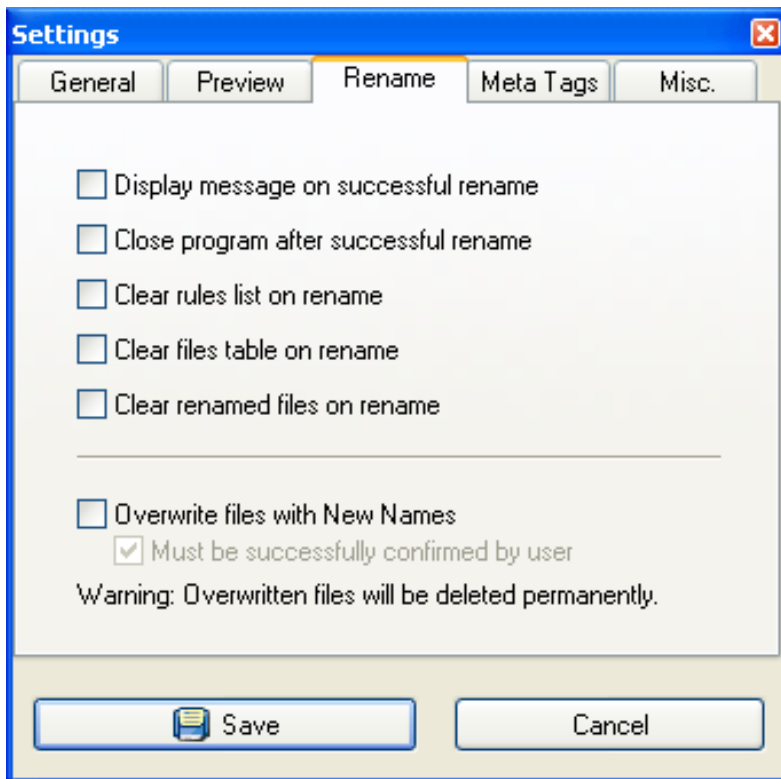 Settings
General
Preview
Rename
Meta Tags
Misc.
Display message on successful rename
Close program after successful rename
Clear rules list on rename
Clear files table on rename
Clear renamed files on rename
Overwrite files with New Names
Must be successfully confirmed by user
Warning: Overwritten files will be deleted permanently.
Save
Cancel